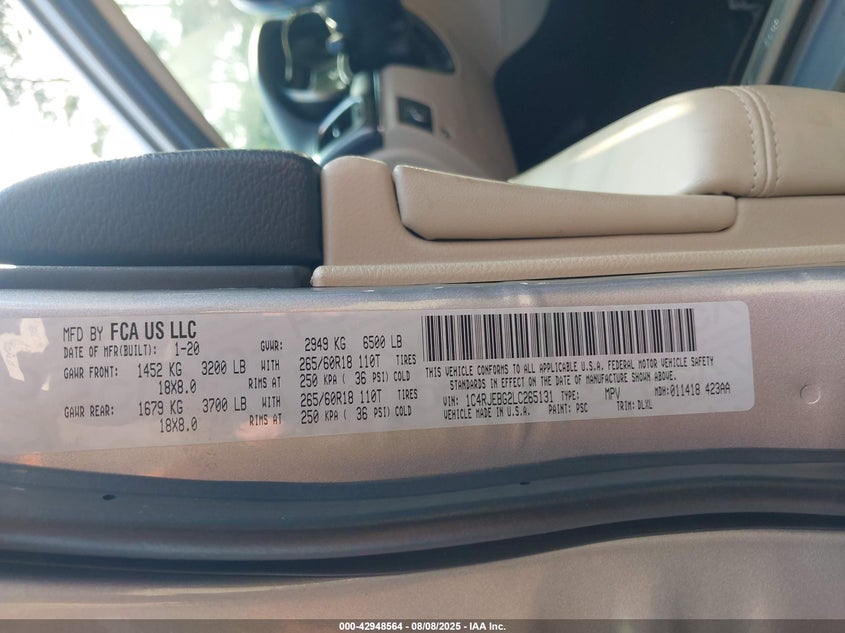 MFD BY FCA US LLC
DATE OF MFR(BUILT): 1-20 GVWR: 2949 KG 6500 LB
GAWR FRONT: 1452 KG 3200 LB WITH 265/60R18 110T TIRES
18X8.0 RIMS AT 250 KPA ( 36 PSI) COLD
GAWR REAR: 1679 KG 3700 LB WITH 265/60R18 110T TIRES
18X8.0 RIMS AT 250 KPA ( 36 PSI) COLD
THIS VEHICLE CONFORMS TO ALL APPLICABLE U.S.A. FEDERAL MOTOR VEHICLE SAFETY
STANDARDS IN EFFECT ON THE DATE OF MANUFACTURE SHOWN ABOVE.
VIN: 1C4RJEBG2LC265131 TYPE: MPV MDH:011418 423AA
VEHICLE MADE IN U.S.A. PAINT: PSC TRIM: DLXL
000-42948564 | 08/08/2025 - IAA Inc.